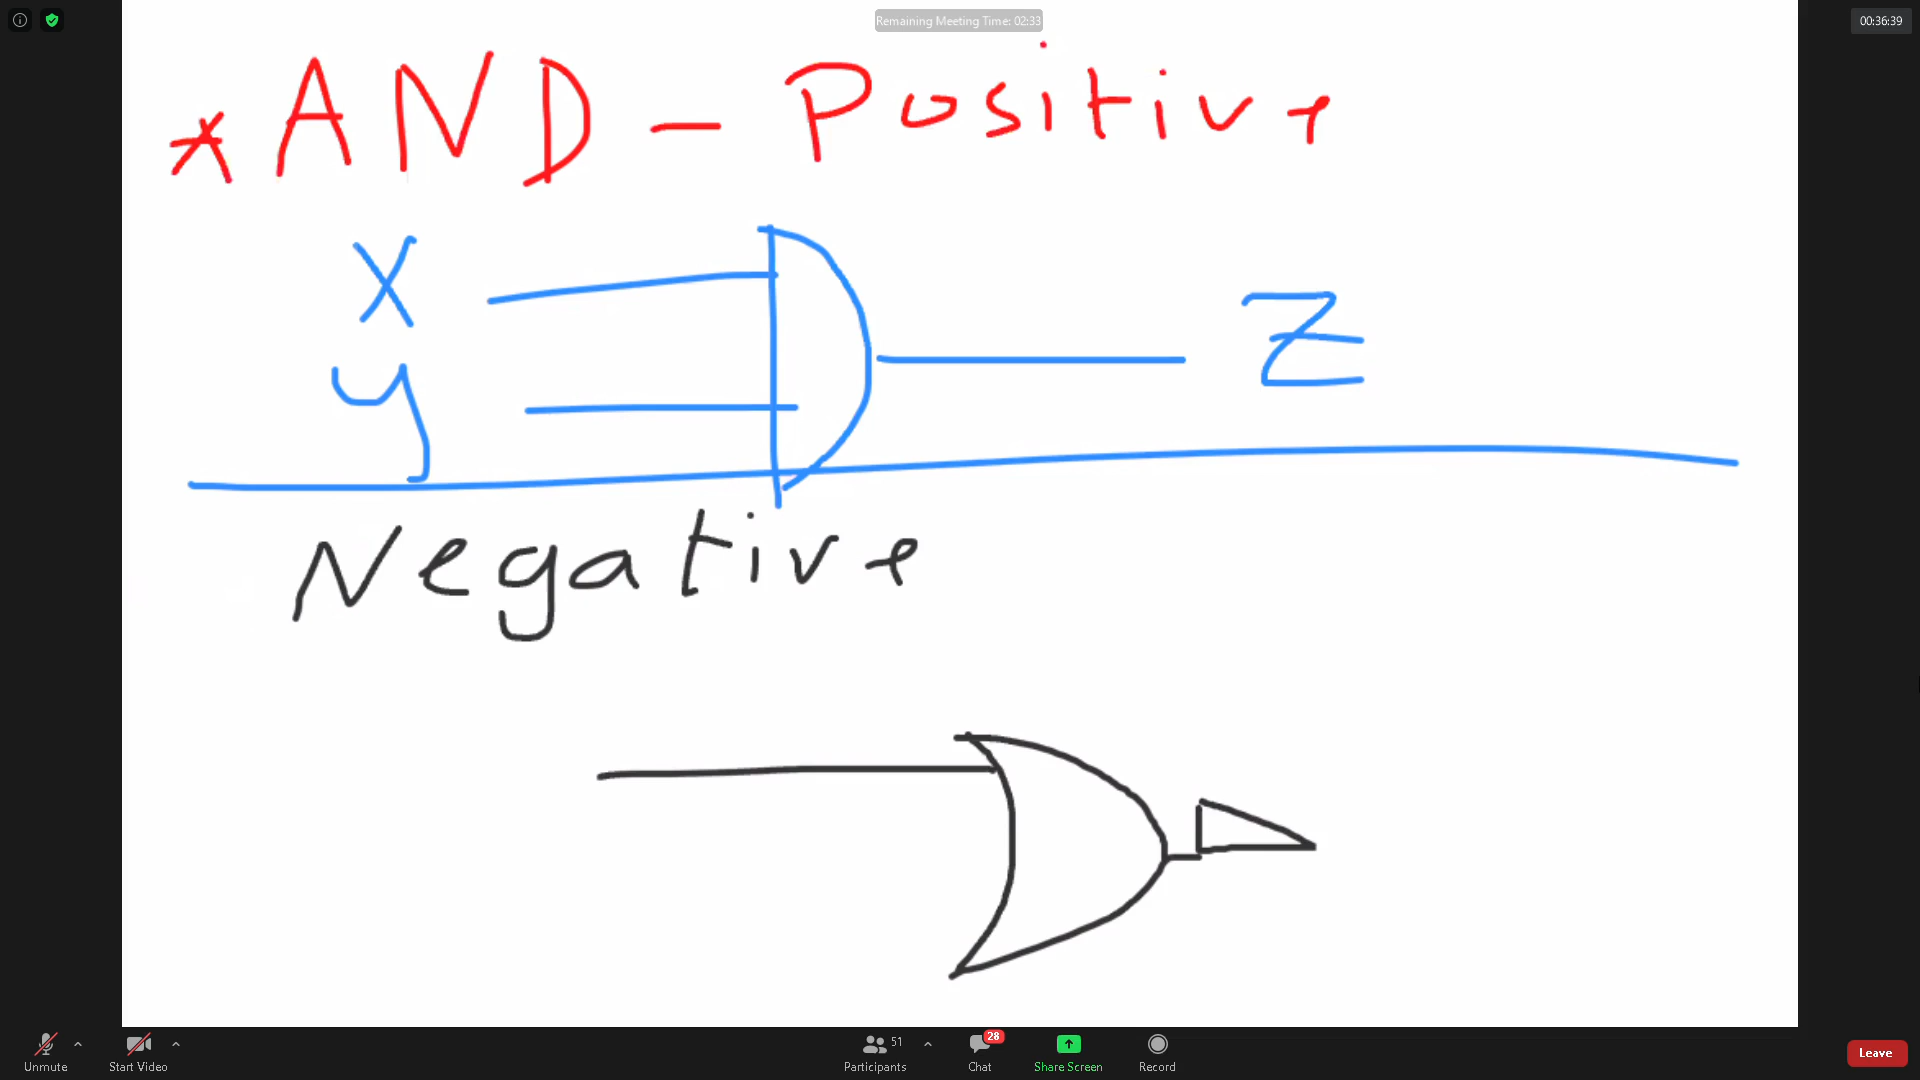 Remaining Meeting Time: 02:33
00:36:39
* AND - Positive
x
y
z
Negative
Unmute
Start Video
51
Participants
28
Chat
Share Screen
Record
Leave